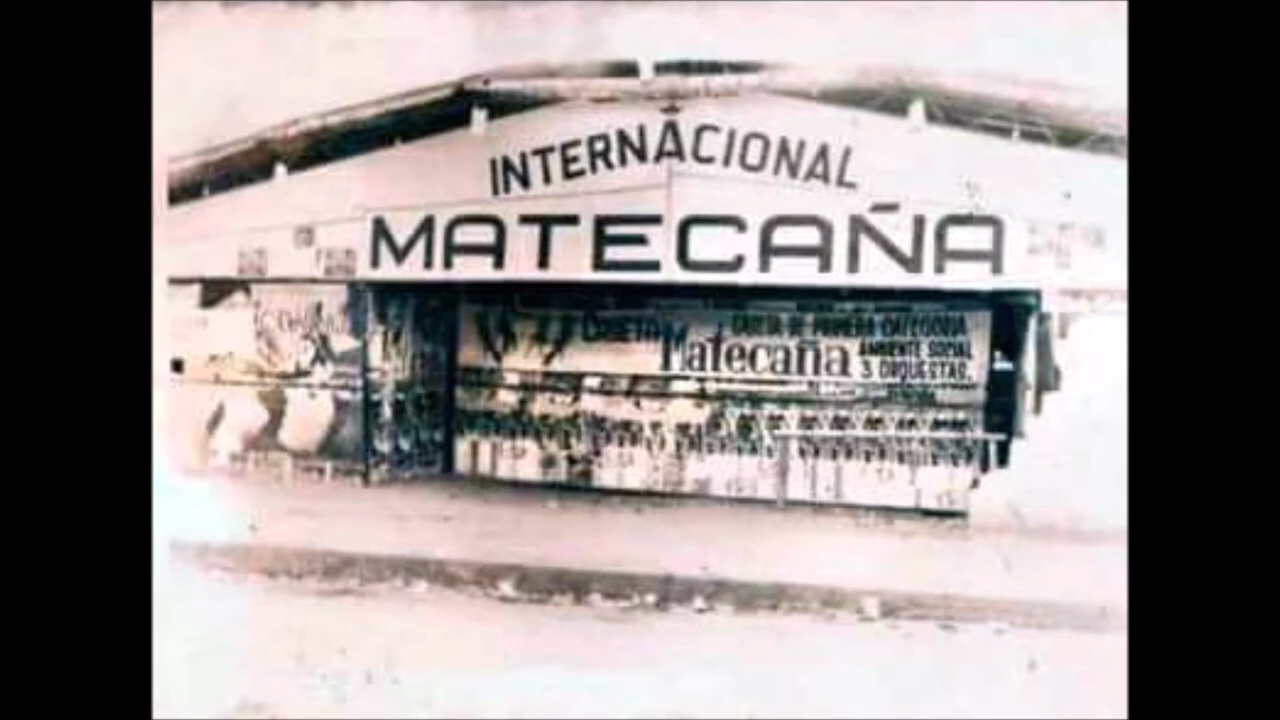 INTERNACIONAL
MATECAÑA
CASETA
CASETA DE PRIMERA CATEGORIA
Matecaña
AMBIENTE SOCIAL
3 ORQUESTAS.